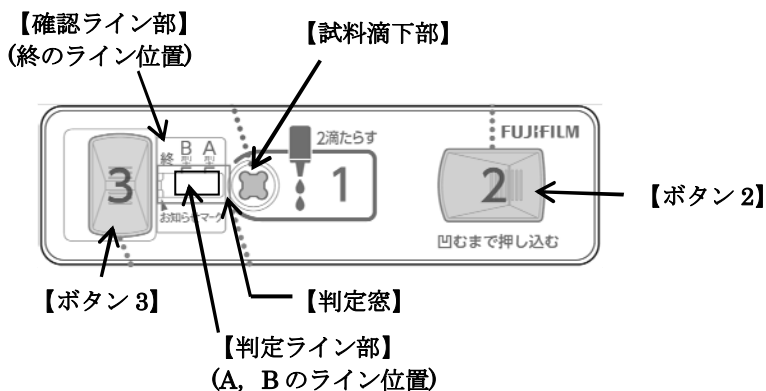 【確認ライン部】
(終のライン位置)
【試料滴下部】
FUJIFILM
2滴たらす
終
B型
A型
3
1
2
お知らせマーク
凹むまで押し込む
【ボタン 2】
【ボタン 3】
【判定窓】
【判定ライン部】
(A, B のライン位置)